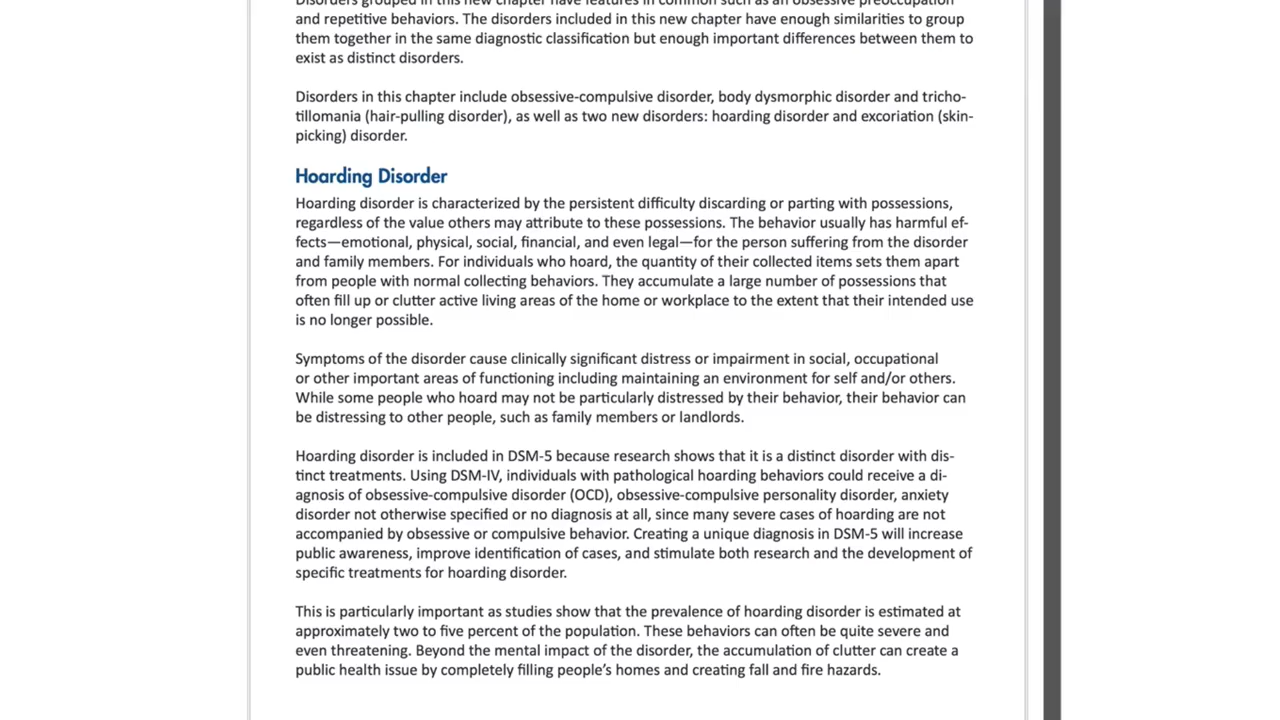 Disorders grouped in this new chapter have features in common such as an obsessive preoccupation
and repetitive behaviors. The disorders included in this new chapter have enough similarities to group
them together in the same diagnostic classification but enough important differences between them to
exist as distinct disorders.
Disorders in this chapter include obsessive-compulsive disorder, body dysmorphic disorder and tricho-
tillomania (hair-pulling disorder), as well as two new disorders: hoarding disorder and excoriation (skin-
picking) disorder.
Hoarding Disorder
Hoarding disorder is characterized by the persistent difficulty discarding or parting with possessions,
regardless of the value others may attribute to these possessions. The behavior usually has harmful ef-
fects—emotional, physical, social, financial, and even legal—for the person suffering from the disorder
and family members. For individuals who hoard, the quantity of their collected items sets them apart
from people with normal collecting behaviors. They accumulate a large number of possessions that
often fill up or clutter active living areas of the home or workplace to the extent that their intended use
is no longer possible.
Symptoms of the disorder cause clinically significant distress or impairment in social, occupational
or other important areas of functioning including maintaining an environment for self and/or others.
While some people who hoard may not be particularly distressed by their behavior, their behavior can
be distressing to other people, such as family members or landlords.
Hoarding disorder is included in DSM-5 because research shows that it is a distinct disorder with dis-
tinct treatments. Using DSM-IV, individuals with pathological hoarding behaviors could receive a di-
agnosis of obsessive-compulsive disorder (OCD), obsessive-compulsive personality disorder, anxiety
disorder not otherwise specified or no diagnosis at all, since many severe cases of hoarding are not
accompanied by obsessive or compulsive behavior. Creating a unique diagnosis in DSM-5 will increase
public awareness, improve identification of cases, and stimulate both research and the development of
specific treatments for hoarding disorder.
This is particularly important as studies show that the prevalence of hoarding disorder is estimated at
approximately two to five percent of the population. These behaviors can often be quite severe and
even threatening. Beyond the mental impact of the disorder, the accumulation of clutter can create a
public health issue by completely filling people's homes and creating fall and fire hazards.